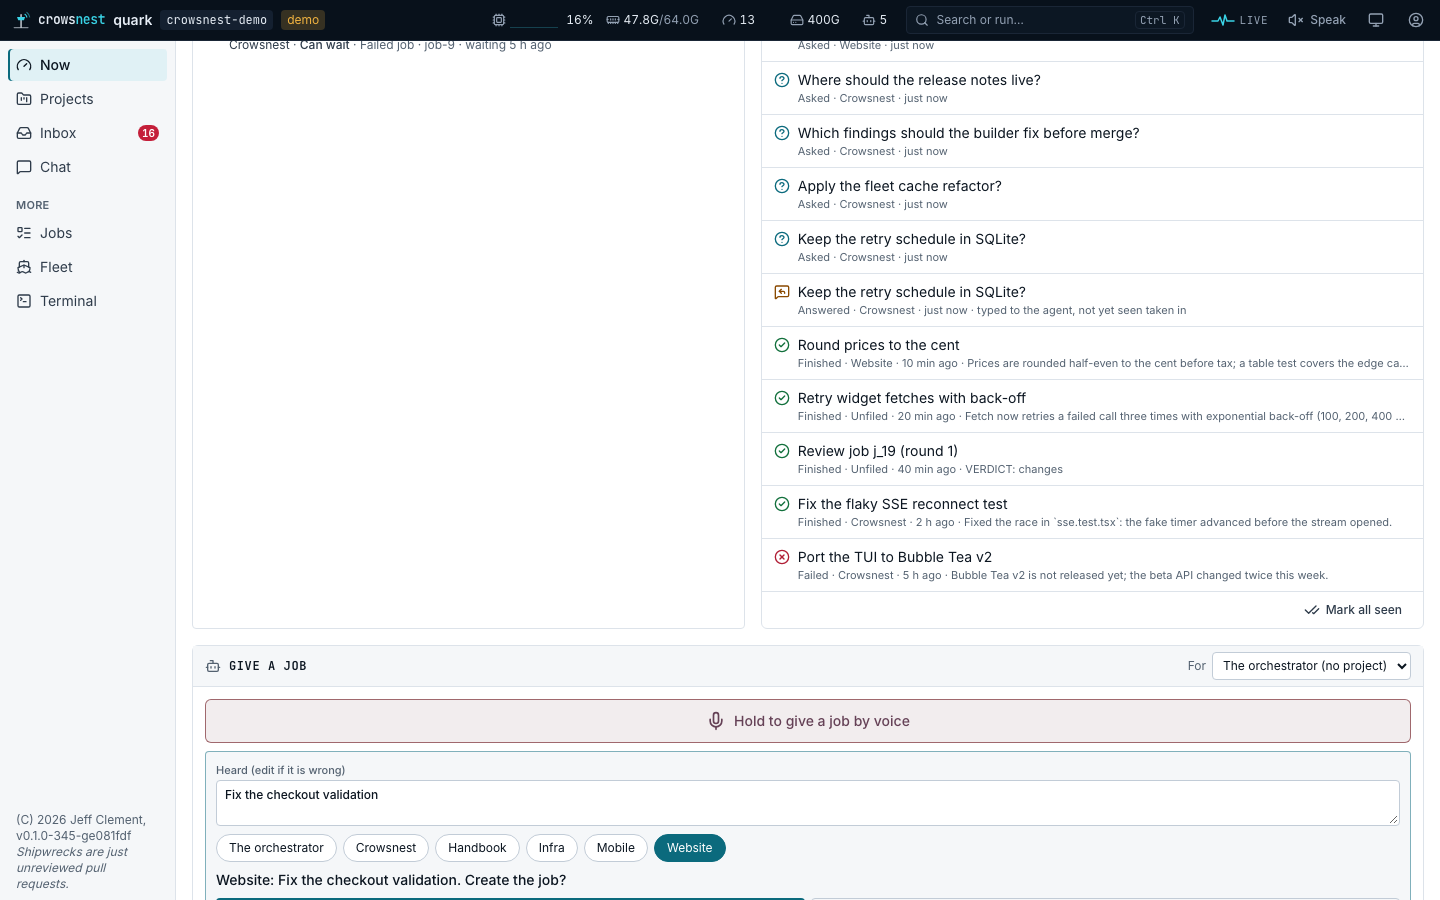 crowsnest quark crowsnest-demo demo 16% 47.8G/64.0G 13 400G 5 Search or run... Ctrl K LIVE Speak
Now
Projects
Inbox 16
Chat
MORE
Jobs
Fleet
Terminal
(C) 2026 Jeff Clement,
v0.1.0-345-ge081fdf
Shipwrecks are just
unreviewed pull
requests.
Crowsnest · Can wait · Failed job · job-9 · waiting 5 h ago
Asked · Website · just now
Where should the release notes live?
Asked · Crowsnest · just now
Which findings should the builder fix before merge?
Asked · Crowsnest · just now
Apply the fleet cache refactor?
Asked · Crowsnest · just now
Keep the retry schedule in SQLite?
Asked · Crowsnest · just now
Keep the retry schedule in SQLite?
Answered · Crowsnest · just now · typed to the agent, not yet seen taken in
Round prices to the cent
Finished · Website · 10 min ago · Prices are rounded half-even to the cent before tax; a table test covers the edge ca...
Retry widget fetches with back-off
Finished · Unfiled · 20 min ago · Fetch now retries a failed call three times with exponential back-off (100, 200, 400 ...
Review job j_19 (round 1)
Finished · Unfiled · 40 min ago · VERDICT: changes
Fix the flaky SSE reconnect test
Finished · Crowsnest · 2 h ago · Fixed the race in `sse.test.tsx`: the fake timer advanced before the stream opened.
Port the TUI to Bubble Tea v2
Failed · Crowsnest · 5 h ago · Bubble Tea v2 is not released yet; the beta API changed twice this week.
Mark all seen
GIVE A JOB For The orchestrator (no project)
Hold to give a job by voice
Heard (edit if it is wrong)
Fix the checkout validation
The orchestrator Crowsnest Handbook Infra Mobile Website
Website: Fix the checkout validation. Create the job?